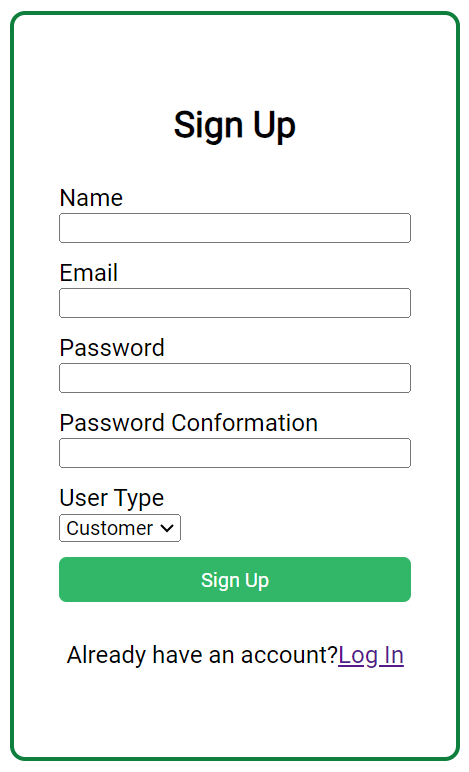 Sign Up
Name
Email
Password
Password Conformation
User Type
Customer
Sign Up
Already have an account?Log In